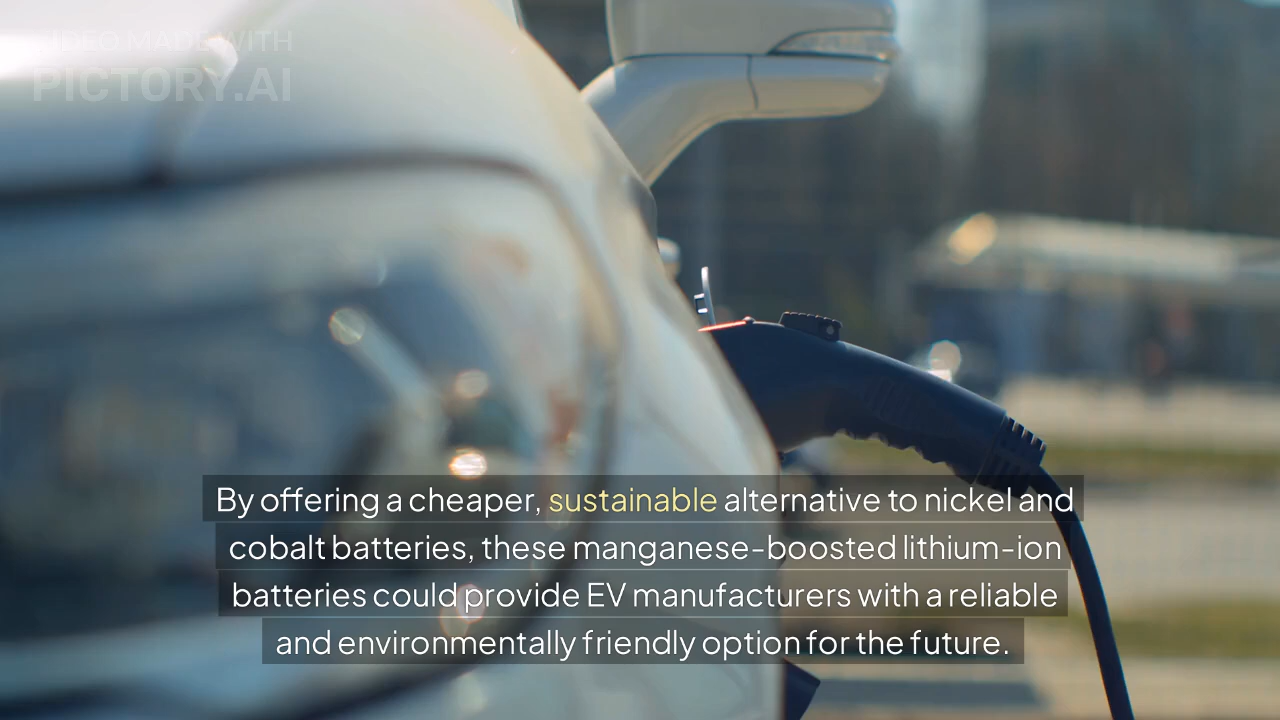 VIDEO MADE WITH
PICTORY.AI
By offering a cheaper, sustainable alternative to nickel and
cobalt batteries, these manganese-boosted lithium-ion
batteries could provide EV manufacturers with a reliable
and environmentally friendly option for the future.